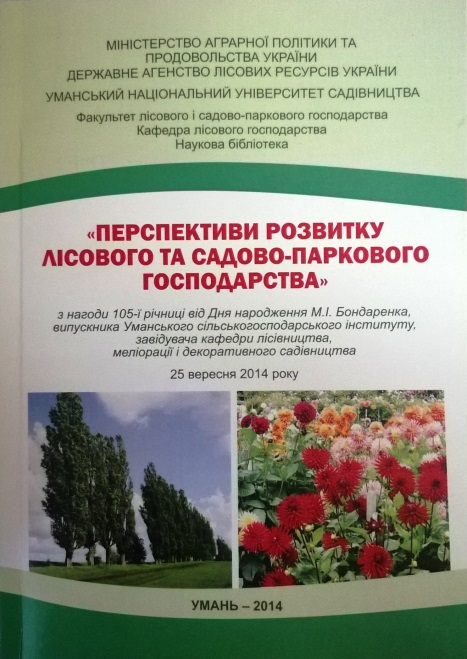 МІНІСТЕРСТВО АГРАРНОЇ ПОЛІТИКИ ТА
ПРОДОВОЛЬСТВА УКРАЇНИ
ДЕРЖАВНЕ АГЕНСТВО ЛІСОВИХ РЕСУРСІВ УКРАЇНИ
УМАНСЬКИЙ НАЦІОНАЛЬНИЙ УНІВЕРСИТЕТ САДІВНИЦТВА
Факультет лісового і садово-паркового господарства
Кафедра лісового господарства
Наукова бібліотека
«ПЕРСПЕКТИВИ РОЗВИТКУ
ЛІСОВОГО ТА САДОВО-ПАРКОВОГО
ГОСПОДАРСТВА»
з нагоди 105-ї річниці від Дня народження М.І. Бондаренка,
випускника Уманського сільськогосподарського інституту,
завідувача кафедри лісівництва,
меліорації і декоративного садівництва
25 вересня 2014 року
УМАНЬ – 2014